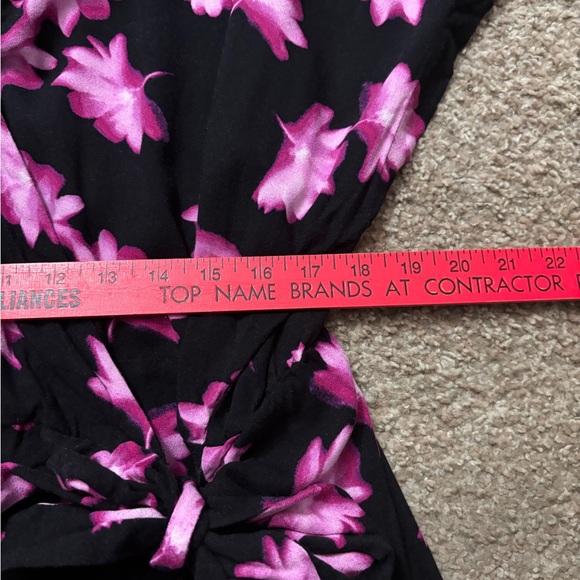 11 12 13 14 15 16 17 18 19 20 21 22
LIANCES TOP NAME BRANDS AT CONTRACTOR